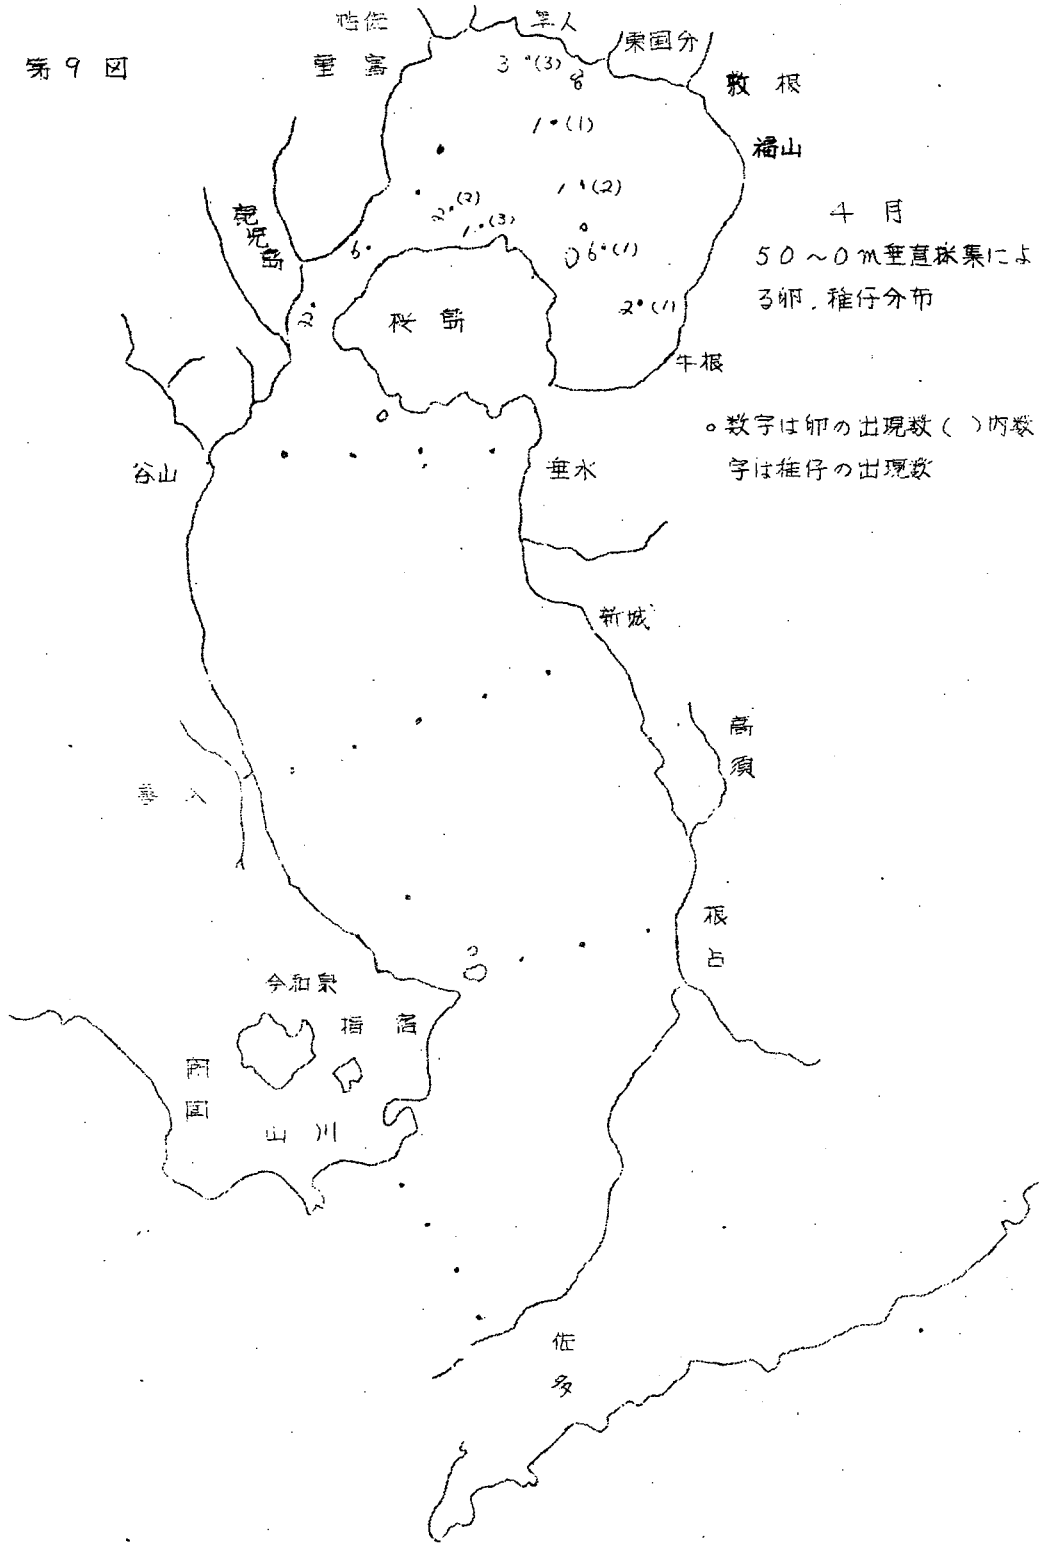 第9図
帖佐
重富
隼人
東国分
敷根
福山
3 (3)
1 (1)
1 (2)
2 (2)
1 (3)
6 (1)
6
2
2 (1)
鹿児島
桜島
牛根
4月
50~0m垂直採集によ
る卵.稚仔分布
。数字は卵の出現数( )内数
字は稚仔の出現数
谷山
垂水
新城
高須
喜入
根占
今和泉
指宿
山川
佐多